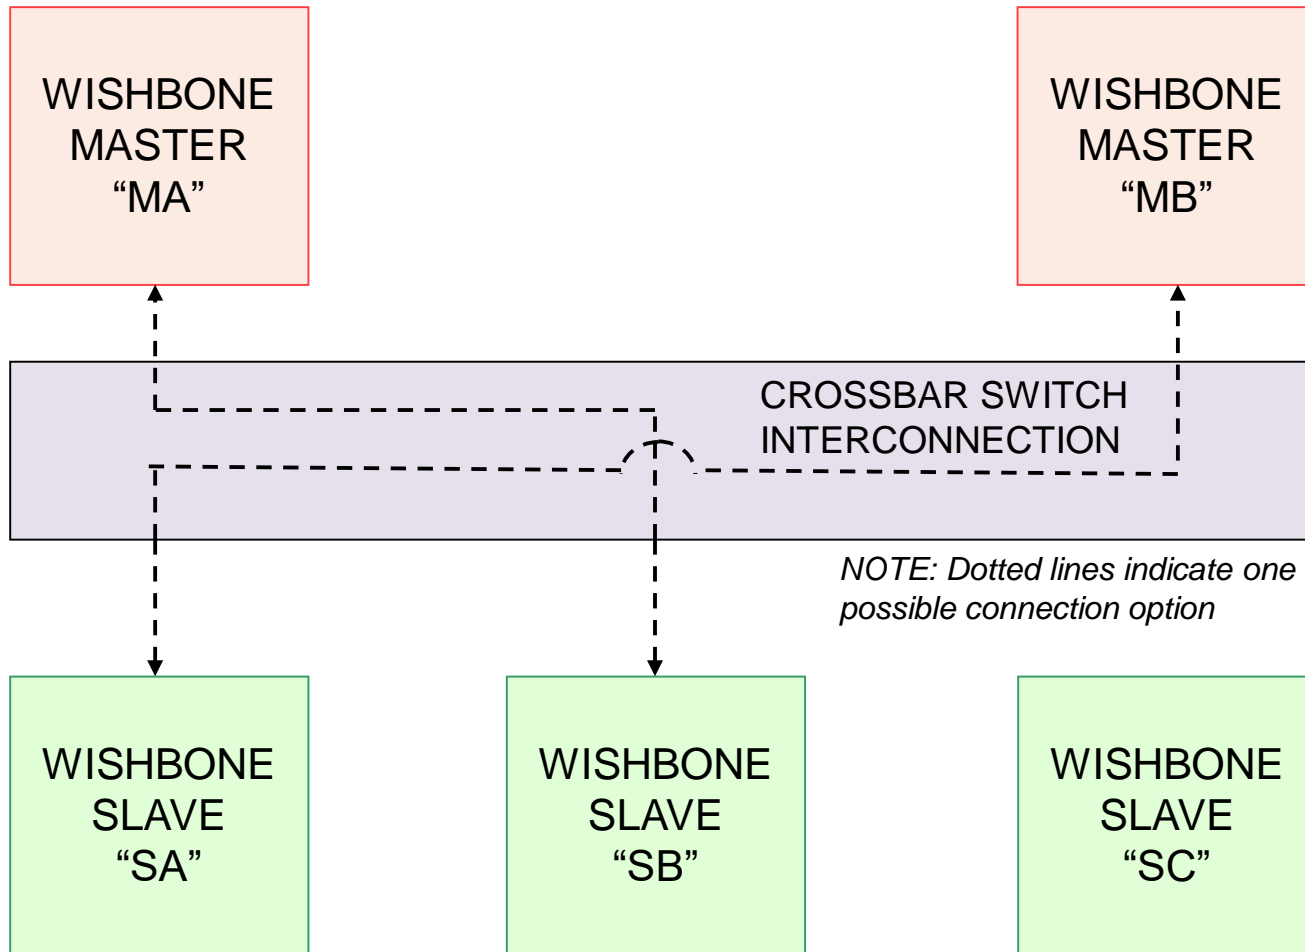 WISHBONE
MASTER
“MA”
WISHBONE
MASTER
“MB”
CROSSBAR SWITCH
INTERCONNECTION
NOTE: Dotted lines indicate one
possible connection option
WISHBONE
SLAVE
“SA”
WISHBONE
SLAVE
“SB”
WISHBONE
SLAVE
“SC”